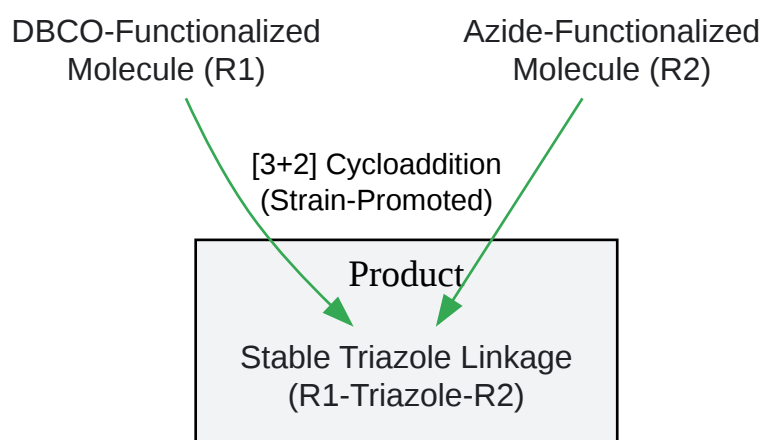 DBCO-Functionalized
Molecule (R1)
Azide-Functionalized
Molecule (R2)
[3+2] Cycloaddition
(Strain-Promoted)
Product
Stable Triazole Linkage
(R1-Triazole-R2)